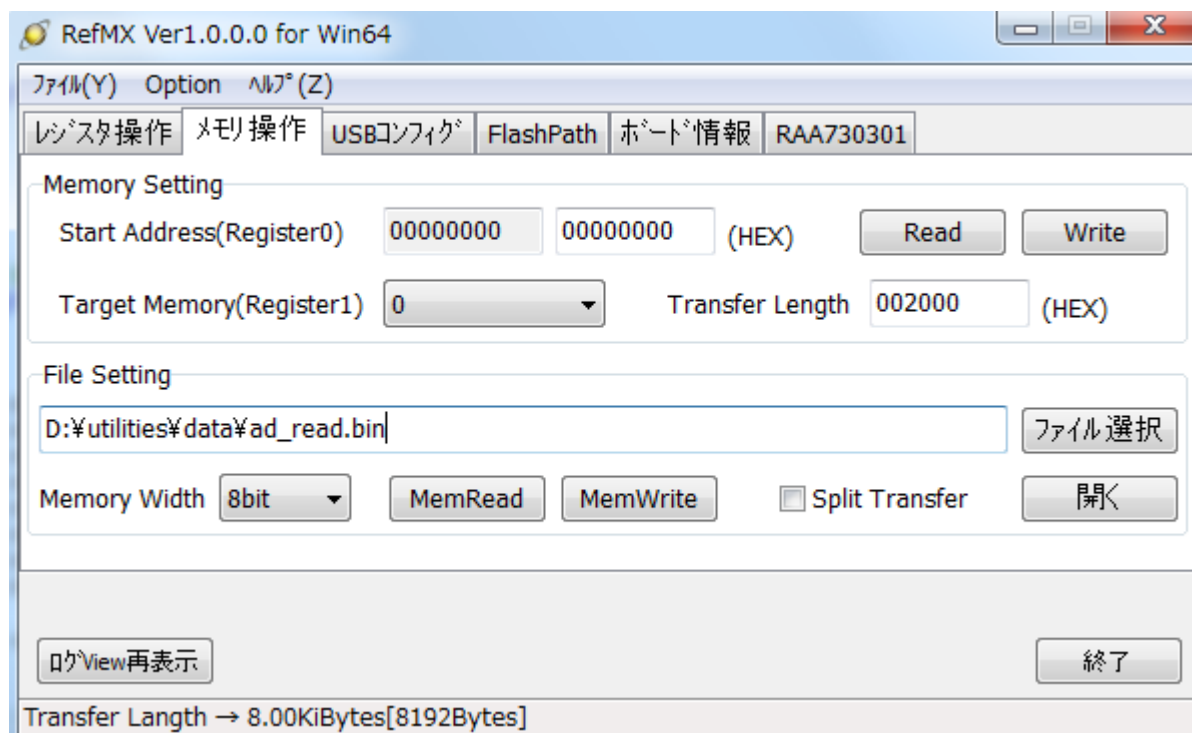 RefMX Ver1.0.0.0 for Win64
ﾌｧｲﾙ(Y) Option ﾍﾙﾌﾟ(Z)
ﾚｼﾞｽﾀ操作 ﾒﾓﾘ操作 USBｺﾝﾌｨｸﾞ FlashPath ﾎﾞｰﾄﾞ情報 RAA730301
Memory Setting
Start Address(Register0) 00000000 00000000 (HEX) Read Write
Target Memory(Register1) 0 Transfer Length 002000 (HEX)
File Setting
D:¥utilities¥data¥ad_read.bin ファイル選択
Memory Width 8bit MemRead MemWrite Split Transfer 開く
ﾛｸﾞView再表示 終了
Transfer Langth → 8.00KiBytes[8192Bytes]